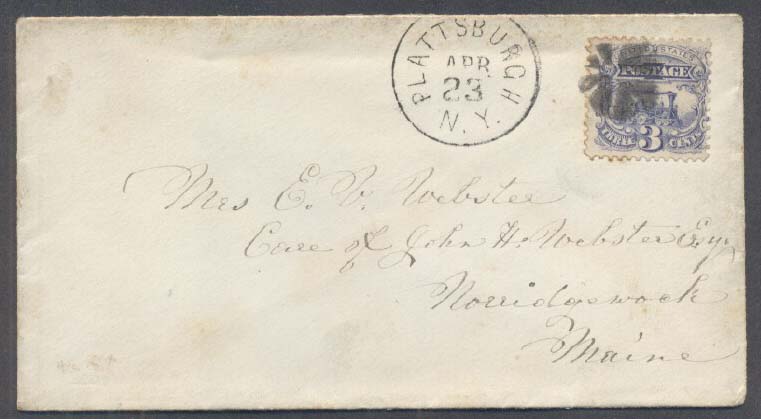 PLATTSBURGH
APR
23
N. Y.
UNITED STATES
POSTAGE
THREE 3 CENTS
Mrs E. V. Webster
Care of John H. Webster Esq
Norridgewock
Maine